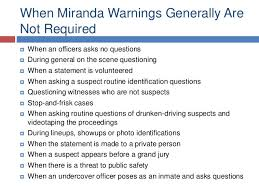 When Miranda Warnings Generally Are
Not Required
When an officers asks no questions
During general on the scene questioning
When a statement is volunteered
When asking a suspect routine identification questions
Questioning witnesses who are not suspects
Stop-and-frisk cases
When asking routine questions of drunken-driving suspects and
videotaping the proceedings
During lineups, showups or photo identifications
When the statement is made to a private person
When a suspect appears before a grand jury
When there is a threat to public safety
When an undercover officer poses as an inmate and asks questions